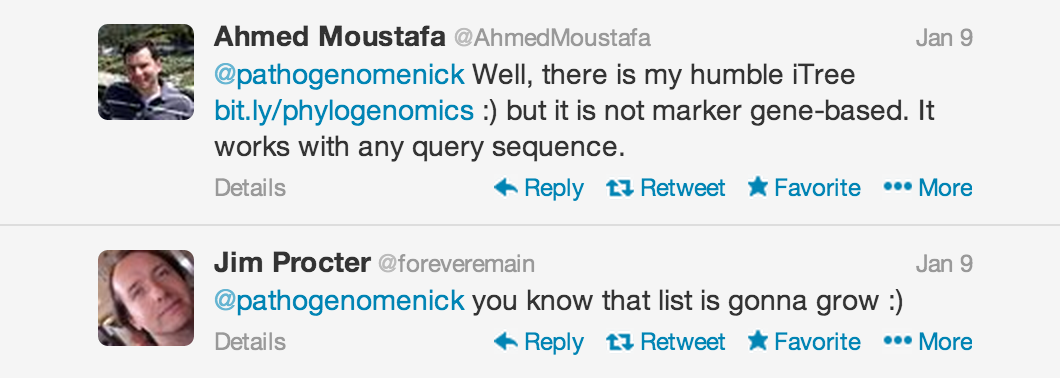 Ahmed Moustafa @AhmedMoustafa Jan 9
@pathogenomenick Well, there is my humble iTree
bit.ly/phylogenomics :) but it is not marker gene-based. It
works with any query sequence.
Details Reply Retweet Favorite More
Jim Procter @foreveremain Jan 9
@pathogenomenick you know that list is gonna grow :)
Details Reply Retweet Favorite More